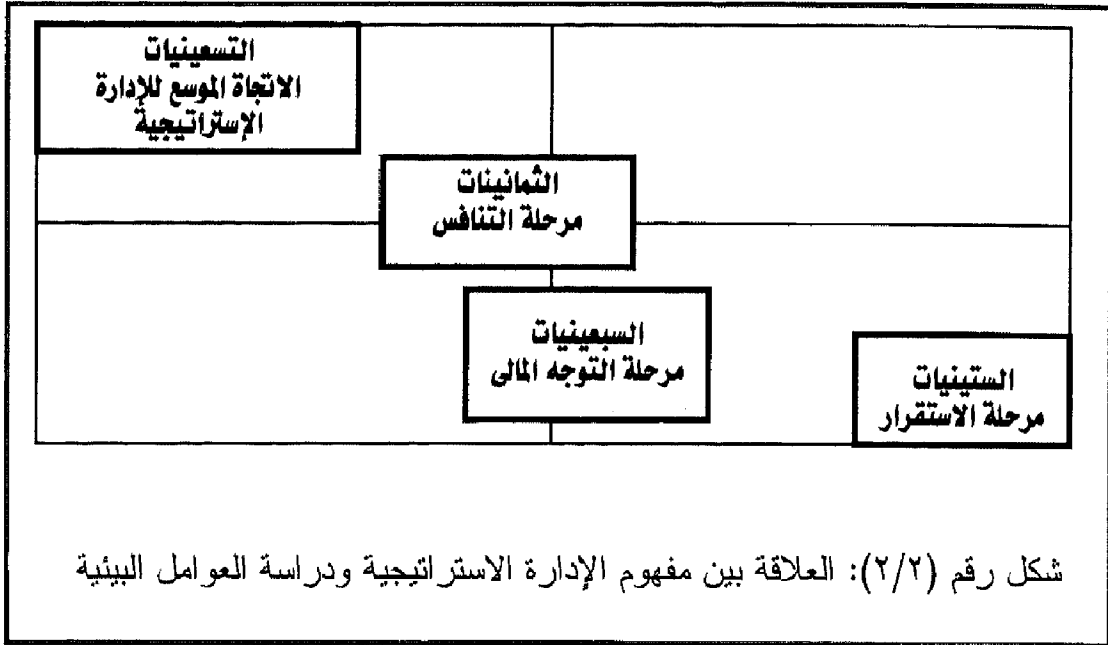 التسعينيات
الاتجاة الموسع للإدارة
الإستراتيجية
الثمانينات
مرحلة التنافس
السبعينيات
مرحلة التوجه المالى
الستينيات
مرحلة الاستقرار
شكل رقم (٢/٢): العلاقة بين مفهوم الإدارة الاستراتيجية ودراسة العوامل البيئية